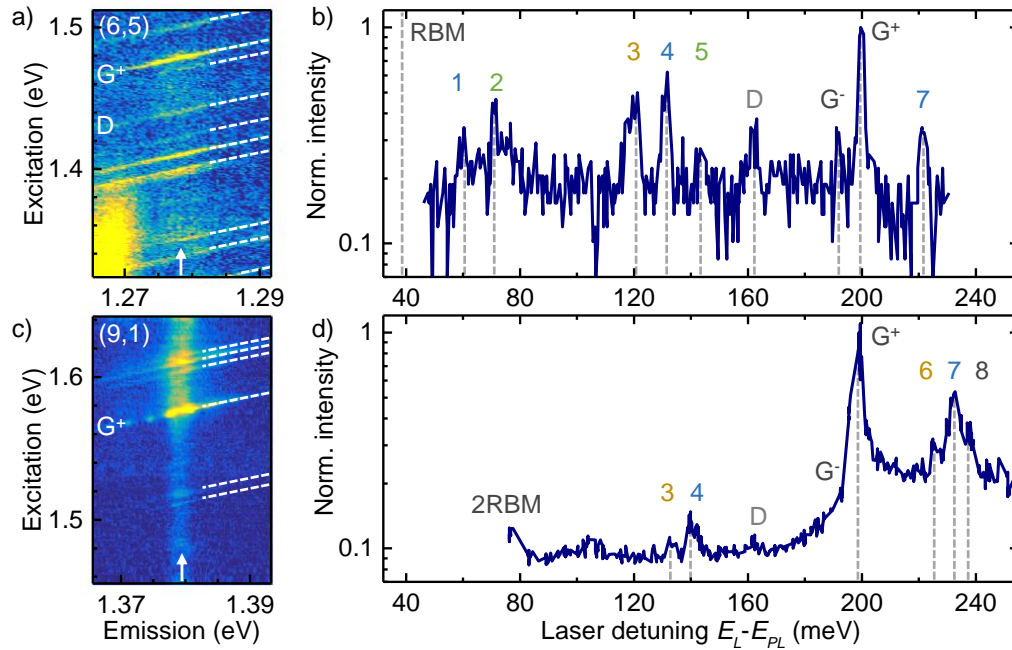 a)
(6,5)
G⁺
D
1.5
1.4
Excitation (eV)
1.27
1.29
b)
RBM
1
2
3
4
5
D
G⁻
G⁺
7
1
0.1
Norm. intensity
40
80
120
160
200
240
c)
(9,1)
G⁺
1.6
1.5
Excitation (eV)
1.37
1.39
Emission (eV)
d)
2RBM
3
4
D
G⁻
G⁺
6
7
8
1
0.1
Norm. intensity
40
80
120
160
200
240
Laser detuning E_L-E_PL (meV)